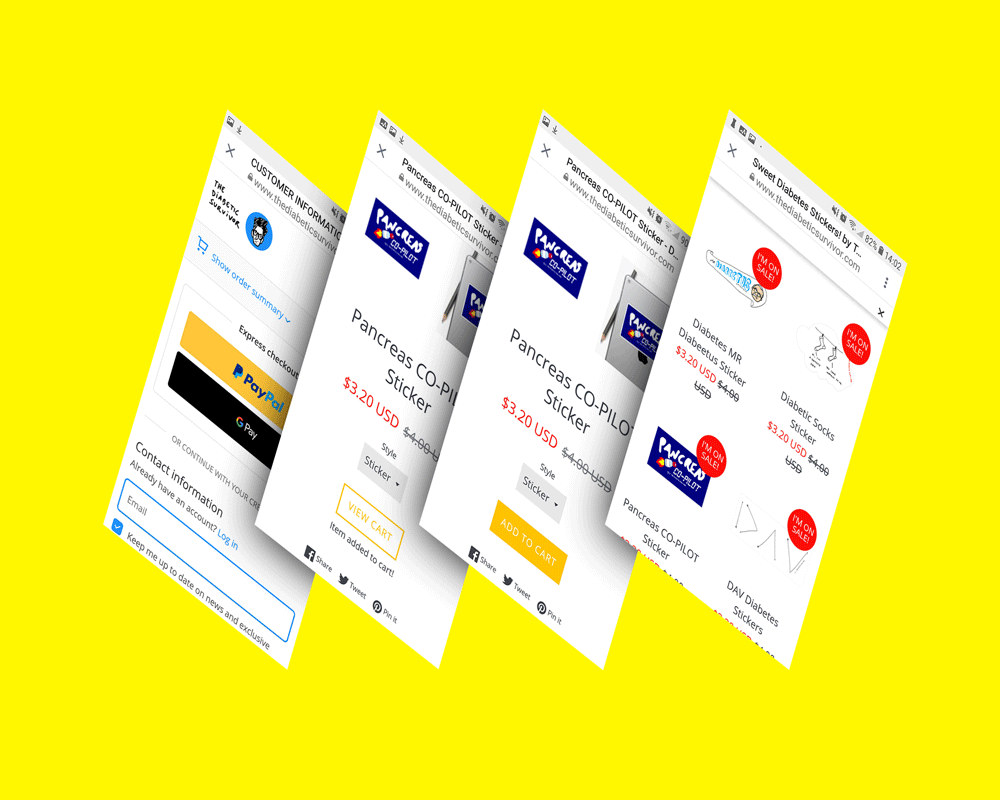 CUSTOMER INFORMATIO
www.thediabeticsurvivor.
THE
DIABETIC
SURVIVOR
Show order summary
Express checkout
PayPal
G Pay
OR CONTINUE WITH YOUR CRE
Contact information
Already have an account? Log in
Email
Keep me up to date on news and exclusive
Pancreas CO-PILOT Sticker
www.thediabeticsurvivor.
PANCREAS
CO-PILOT
Pancreas CO-PI
Sticker
$3.20 USD $4.00 U
Style
Sticker
VIEW CART
Item added to cart!
Share
Tweet
Pin it
Pancreas CO-PILOT Sticker : D...
www.thediabeticsurvivor.com
PANCREAS
CO-PILOT
PANCREA
CO-PILOT
Pancreas CO-PILO
Sticker
$3.20 USD $4.00 USD
Style
Sticker
ADD TO CART
Share
Tweet
Pin it
82% 14:02
Sweet Diabetes Stickers! by T...
www.thediabeticsurvivor.com
I'M ON
SALE!
Diabetes MR
Diabeetus Sticker
$3.20 USD $4.00
USD
I'M ON
SALE!
Diabetic Socks
Sticker
$3.20 USD $4.00
USD
PANCREAS
CO-PILOT
I'M ON
SALE!
Pancreas CO-PILOT
Sticker
I'M ON
SALE!
DAV Diabetes
Stickers